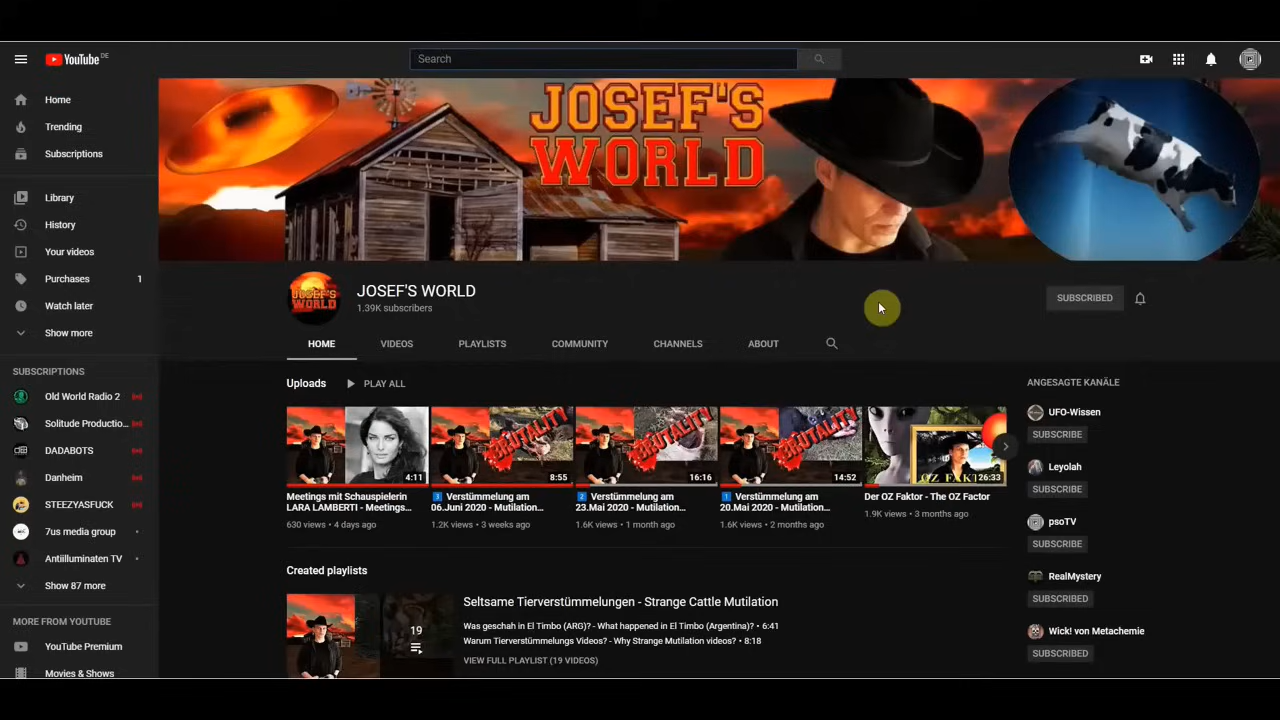 YouTube DE
Search
Home
Trending
Subscriptions
Library
History
Your videos
Purchases 1
Watch later
Show more
SUBSCRIPTIONS
Old World Radio 2
Solitude Productio...
DADABOTS
Danheim
STEEZYASFUCK
7us media group
Antiilluminaten TV
Show 87 more
MORE FROM YOUTUBE
YouTube Premium
Movies & Shows
JOSEF'S
WORLD
JOSEF'S
WORLD
JOSEF'S WORLD
1.39K subscribers
SUBSCRIBED
HOME VIDEOS PLAYLISTS COMMUNITY CHANNELS ABOUT
Uploads PLAY ALL
4:11
Meetings mit Schauspielerin
LARA LAMBERTI - Meetings...
630 views • 4 days ago
BRUTALITY
8:55
3 Verstümmelung am
06.Juni 2020 - Mutilation...
1.2K views • 3 weeks ago
BRUTALITY
16:16
2 Verstümmelung am
23.Mai 2020 - Mutilation...
1.6K views • 1 month ago
BRUTALITY
14:52
1 Verstümmelung am
20.Mai 2020 - Mutilation...
1.6K views • 2 months ago
OZ FAKT
26:33
Der OZ Faktor - The OZ Factor
1.9K views • 3 months ago
Created playlists
19
Seltsame Tierverstümmelungen - Strange Cattle Mutilation
Was geschah in El Timbo (ARG)? - What happened in El Timbo (Argentina)? • 6:41
Warum Tierverstümmelungs Videos? - Why Strange Mutilation videos? • 8:18
VIEW FULL PLAYLIST (19 VIDEOS)
ANGESAGTE KANÄLE
UFO-Wissen
SUBSCRIBE
Leyolah
SUBSCRIBE
psoTV
SUBSCRIBE
RealMystery
SUBSCRIBED
Wick! von Metachemie
SUBSCRIBED